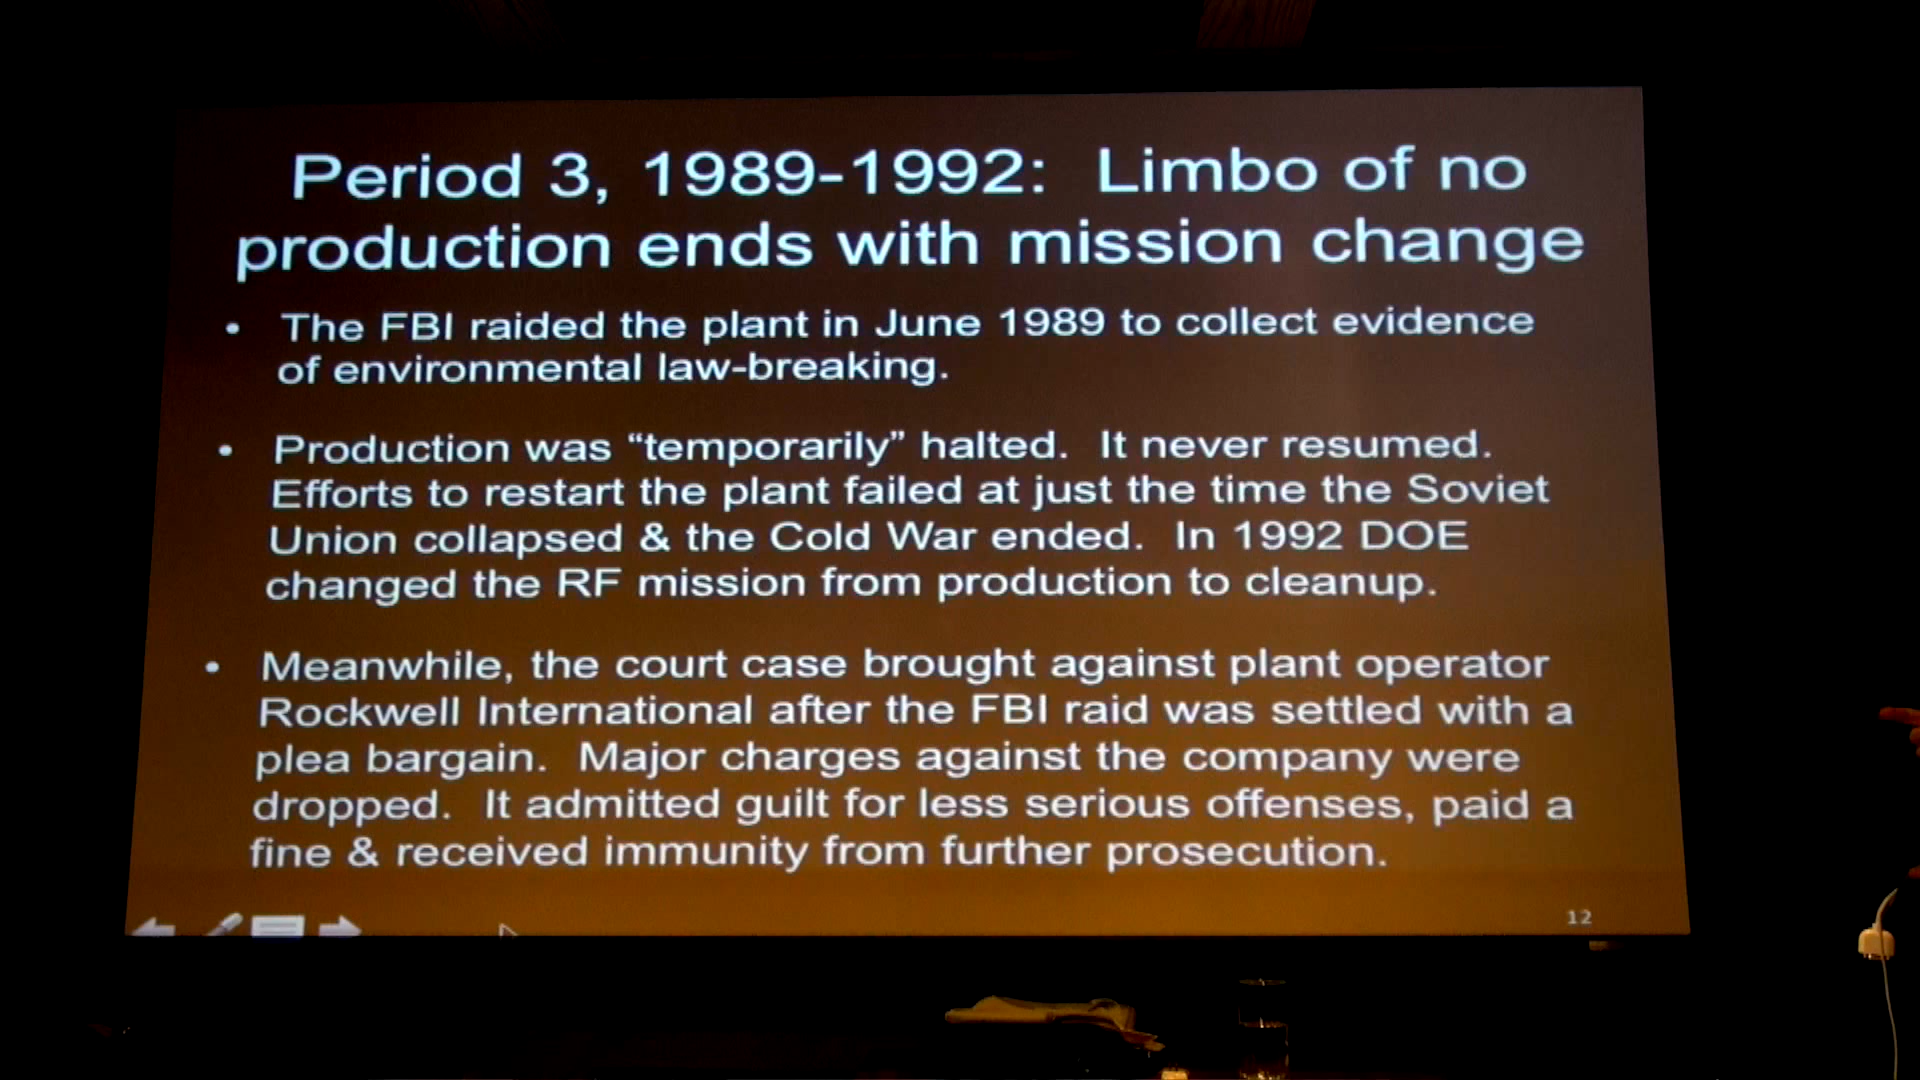 Period 3, 1989-1992: Limbo of no
production ends with mission change
• The FBI raided the plant in June 1989 to collect evidence
of environmental law-breaking.
• Production was “temporarily” halted. It never resumed.
Efforts to restart the plant failed at just the time the Soviet
Union collapsed & the Cold War ended. In 1992 DOE
changed the RF mission from production to cleanup.
• Meanwhile, the court case brought against plant operator
Rockwell International after the FBI raid was settled with a
plea bargain. Major charges against the company were
dropped. It admitted guilt for less serious offenses, paid a
fine & received immunity from further prosecution.
12